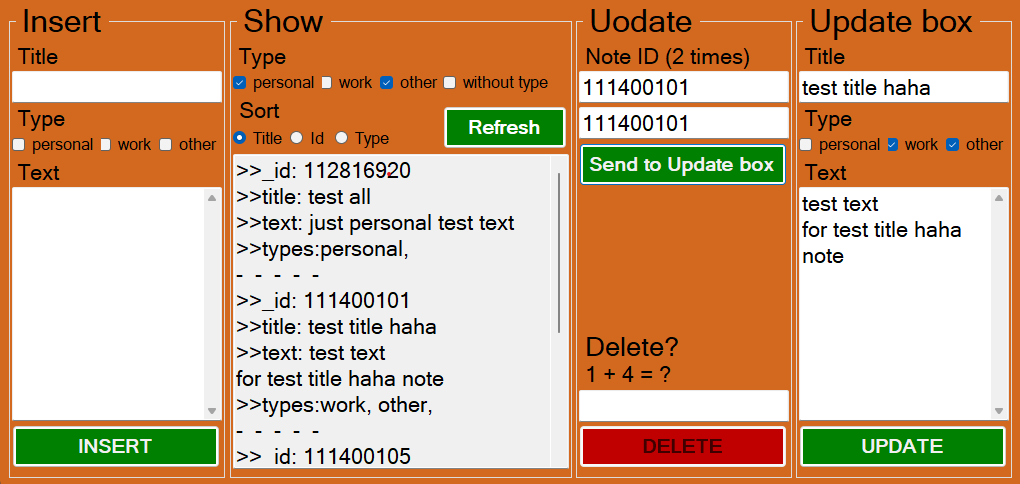 Insert
Title
Type
personal work other
Text
INSERT
Show
Type
personal work other without type
Sort
Title Id Type
Refresh
>>_id: 112816920
>>title: test all
>>text: just personal test text
>>types:personal,
- - - - -
>>_id: 111400101
>>title: test title haha
>>text: test text
for test title haha note
>>types:work, other,
- - - - -
>>_id: 111400105
Uodate
Note ID (2 times)
111400101
111400101
Send to Update box
Delete?
1 + 4 = ?
DELETE
Update box
Title
test title haha
Type
personal work other
Text
test text
for test title haha
note
UPDATE